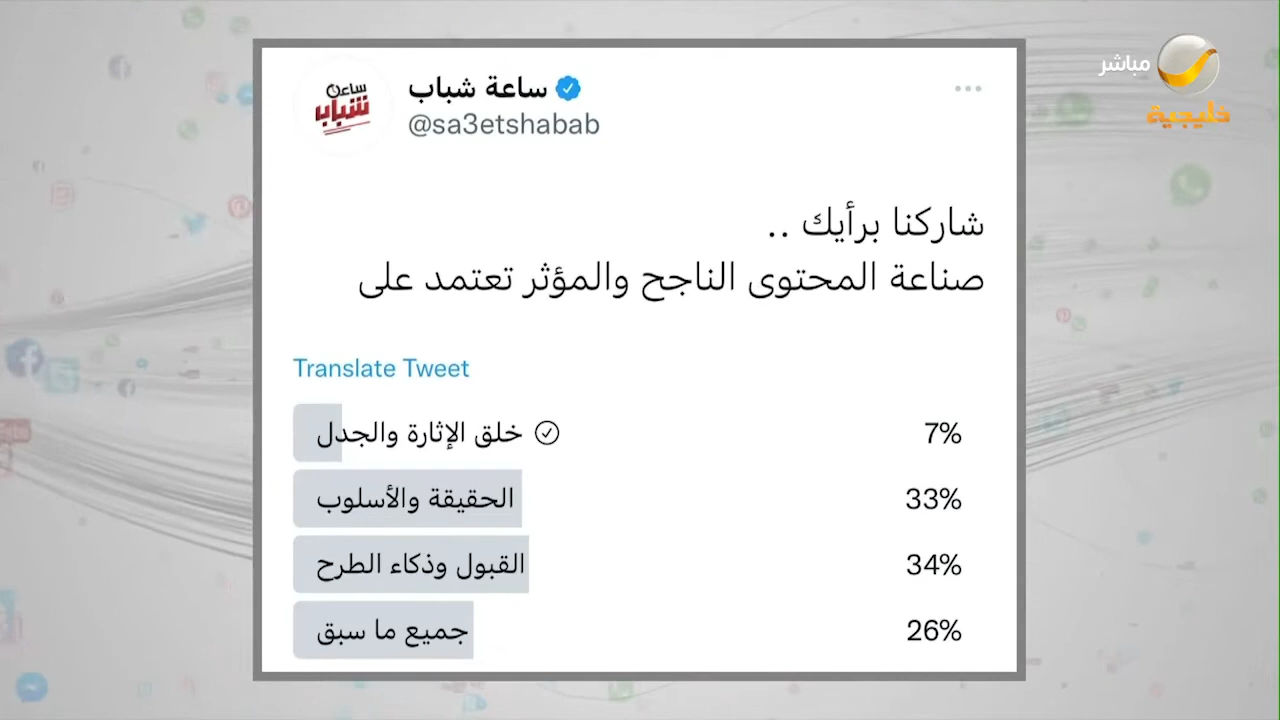 مباشر
خليجية
ساعة شباب
ساعة شباب
@sa3etshabab
شاركنا برأيك ..
صناعة المحتوى الناجح والمؤثر تعتمد على
Translate Tweet
خلق الإثارة والجدل 7%
الحقيقة والأسلوب 33%
القبول وذكاء الطرح 34%
جميع ما سبق 26%